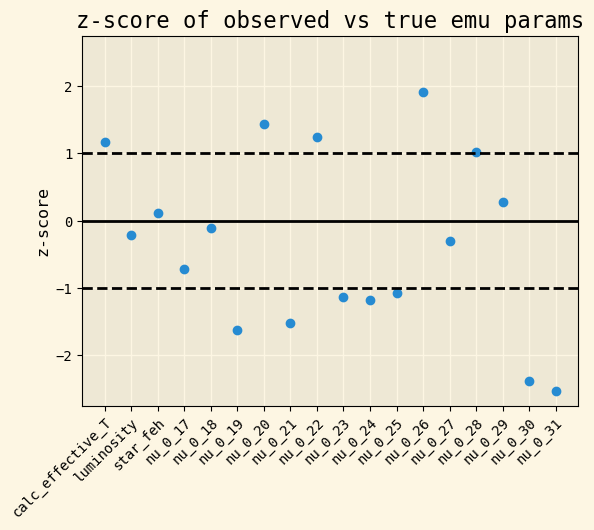 z-score of observed vs true emu params
z-score
2
1
0
−1
−2
calc_effective_T
luminosity
star_feh
nu_0_17
nu_0_18
nu_0_19
nu_0_20
nu_0_21
nu_0_22
nu_0_23
nu_0_24
nu_0_25
nu_0_26
nu_0_27
nu_0_28
nu_0_29
nu_0_30
nu_0_31